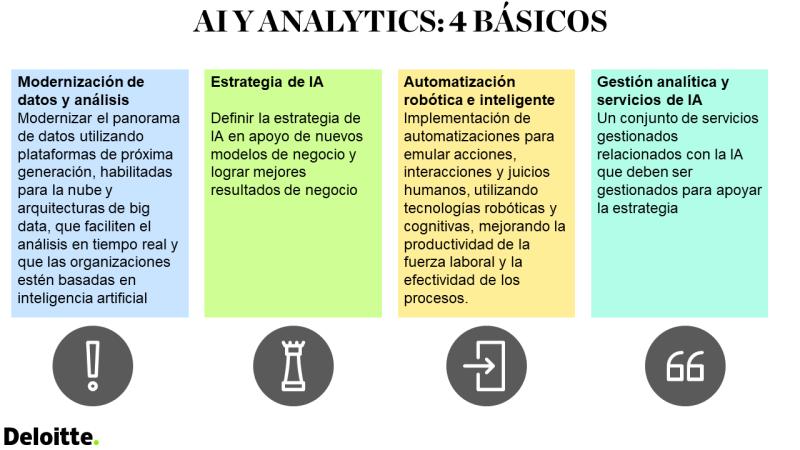 AI Y ANALYTICS: 4 BÁSICOS
Modernización de
datos y análisis
Modernizar el panorama
de datos utilizando
plataformas de próxima
generación, habilitadas
para la nube y
arquitecturas de big
data, que faciliten el
análisis en tiempo real y
que las organizaciones
estén basadas en
inteligencia artificial
Estrategia de IA
Definir la estrategia de
IA en apoyo de nuevos
modelos de negocio y
lograr mejores
resultados de negocio
Automatización
robótica e inteligente
Implementación de
automatizaciones para
emular acciones,
interacciones y juicios
humanos, utilizando
tecnologías robóticas y
cognitivas, mejorando la
productividad de la
fuerza laboral y la
efectividad de los
procesos.
Gestión analítica y
servicios de IA
Un conjunto de servicios
gestionados
relacionados con la IA
que deben ser
gestionados para apoyar
la estrategia
Deloitte.